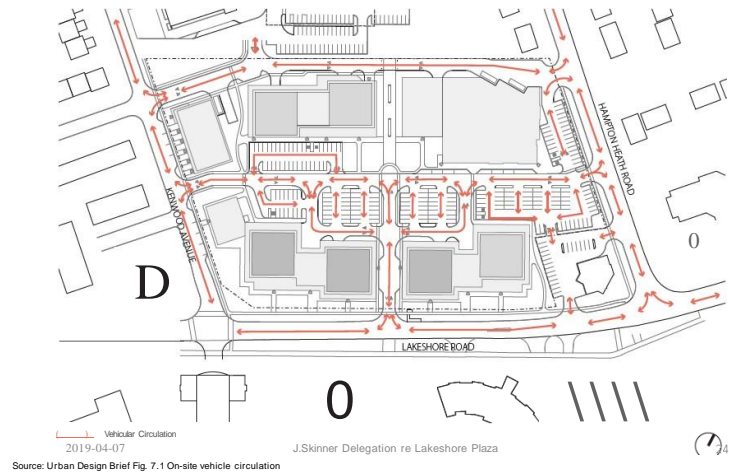 HAMPTON HEATH ROAD
KENWOOD AVENUE
0
D
LAKESHORE ROAD
0
Vehicular Circulation
2019-04-07
J.Skinner Delegation re Lakeshore Plaza
24
Source: Urban Design Brief Fig. 7.1 On-site vehicle circulation